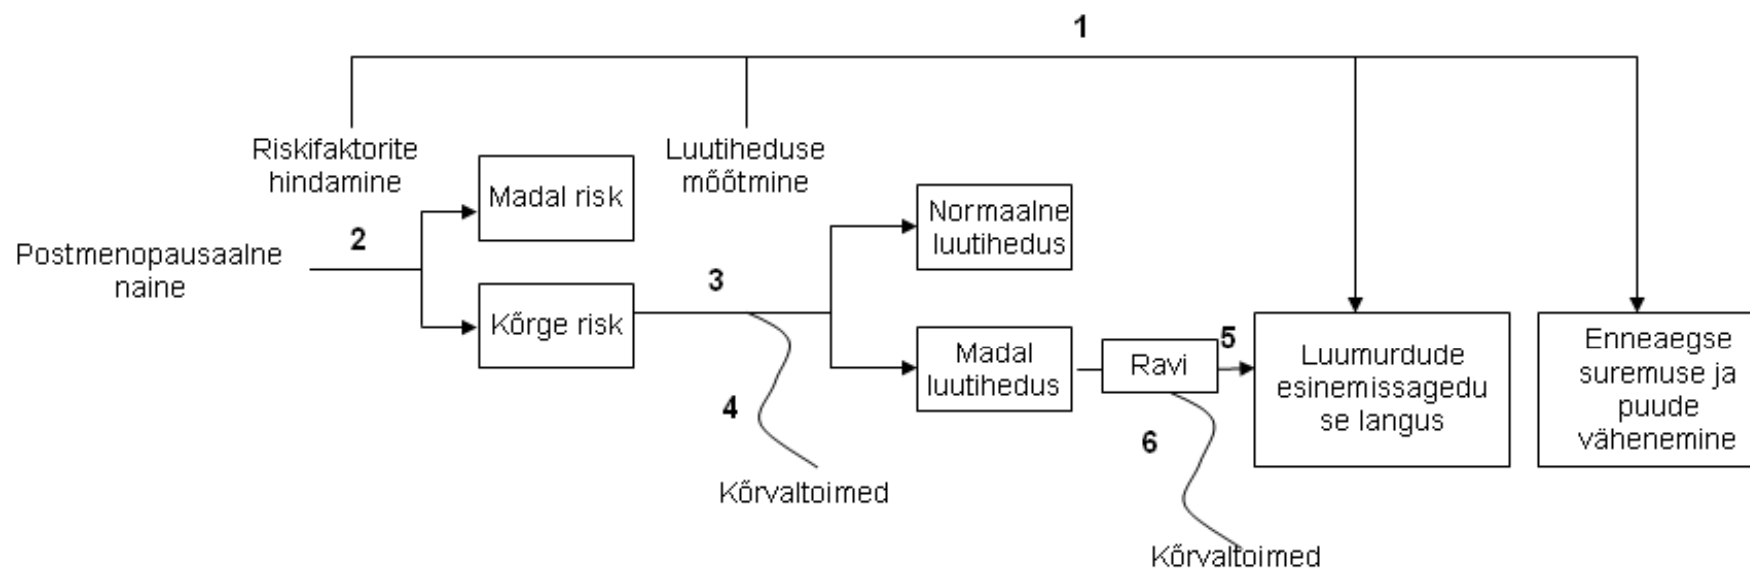 1
Riskifaktorite
hindamine
Luutiheduse
mõõtmine
Madal risk
Normaalne
luutihedus
2
Postmenopausaalne
naine
3
Kõrge risk
Madal
luutihedus
Ravi
5
Luumurdude
esinemissagedu
se langus
Enneaegse
suremuse ja
puude
vähenemine
4
6
Kõrvaltoimed
Kõrvaltoimed